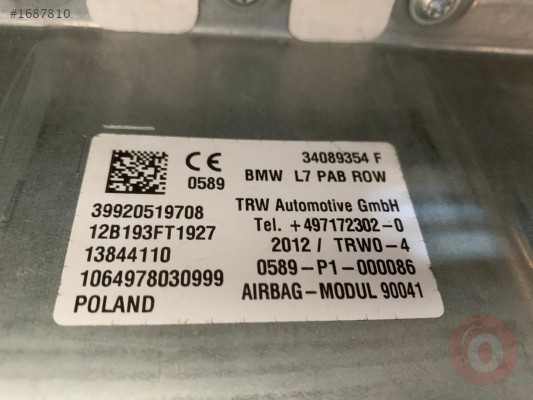 #1687810
34089354 F
CE 0589 BMW L7 PAB ROW
39920519708 TRW Automotive GmbH
12B193FT1927 Tel. +497172302-0
13844110 2012 / TRW0-4
1064978030999 0589-P1-000086
POLAND AIRBAG-MODUL 90041